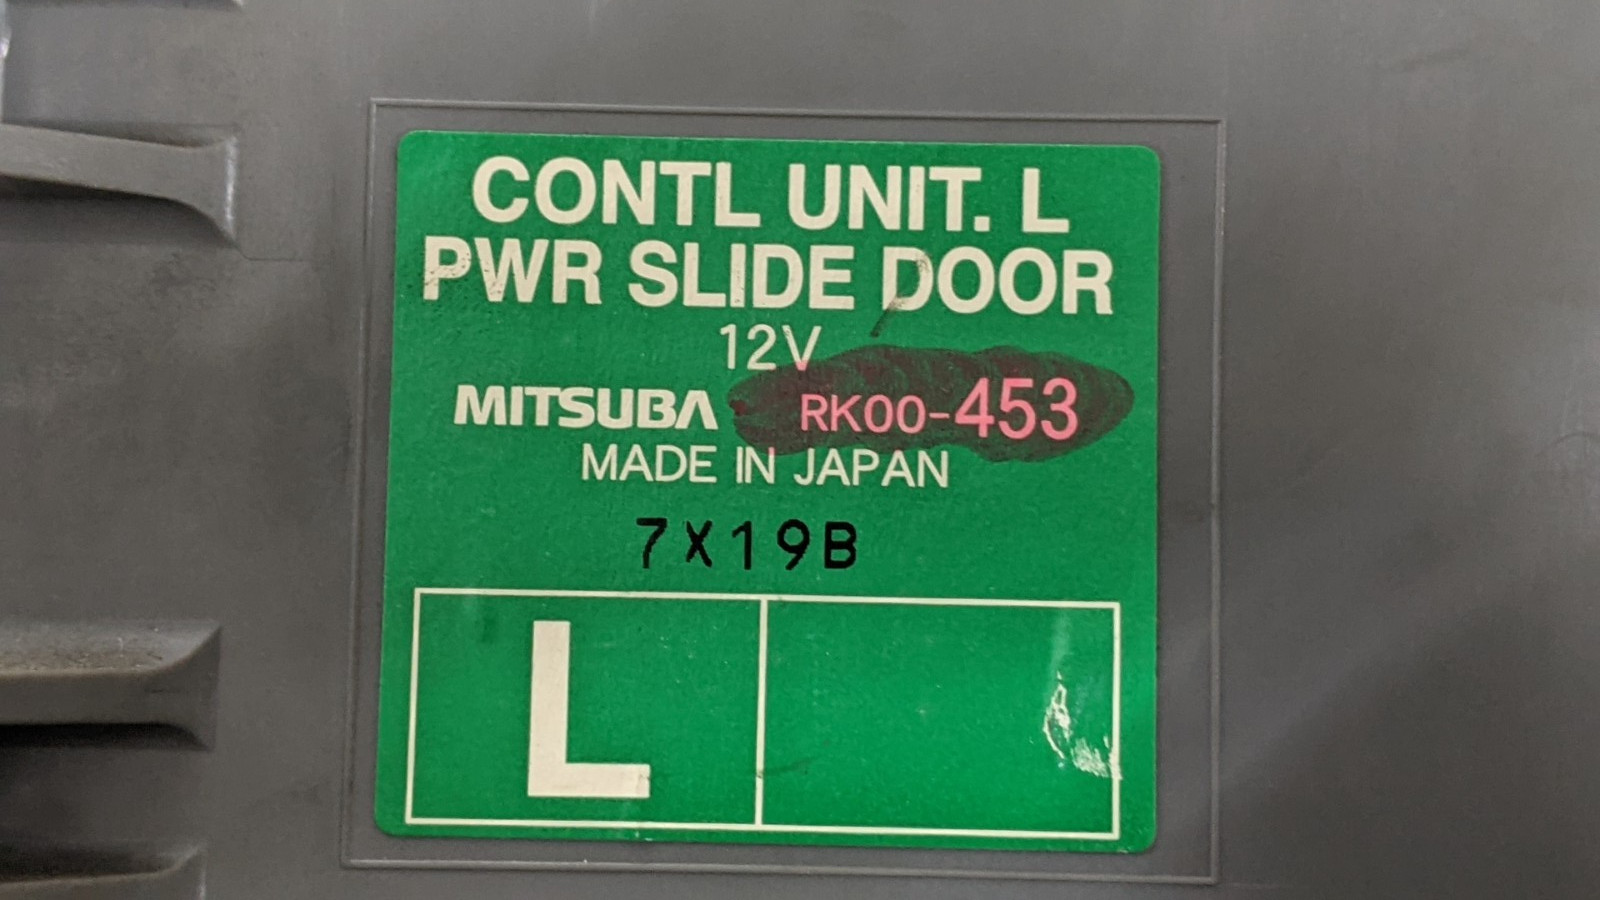 CONTL UNIT. L
PWR SLIDE DOOR
12V
MITSUBA RK00-453
MADE IN JAPAN
7X19B
L